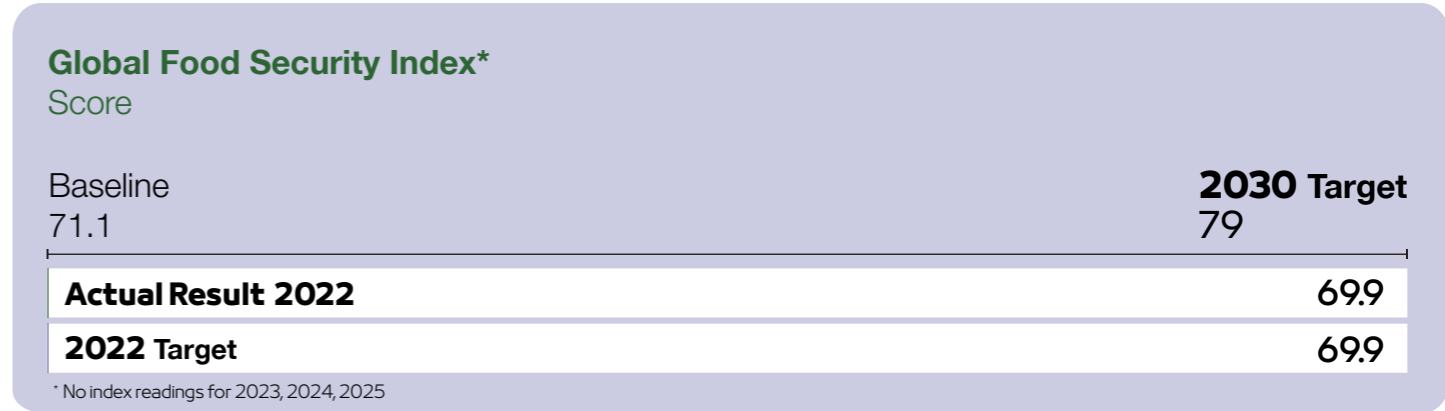 Global Food Security Index*
Score
Baseline
2030 Target
71.1
79
Actual Result 2022
69.9
2022 Target
69.9
* No index readings for 2023, 2024, 2025